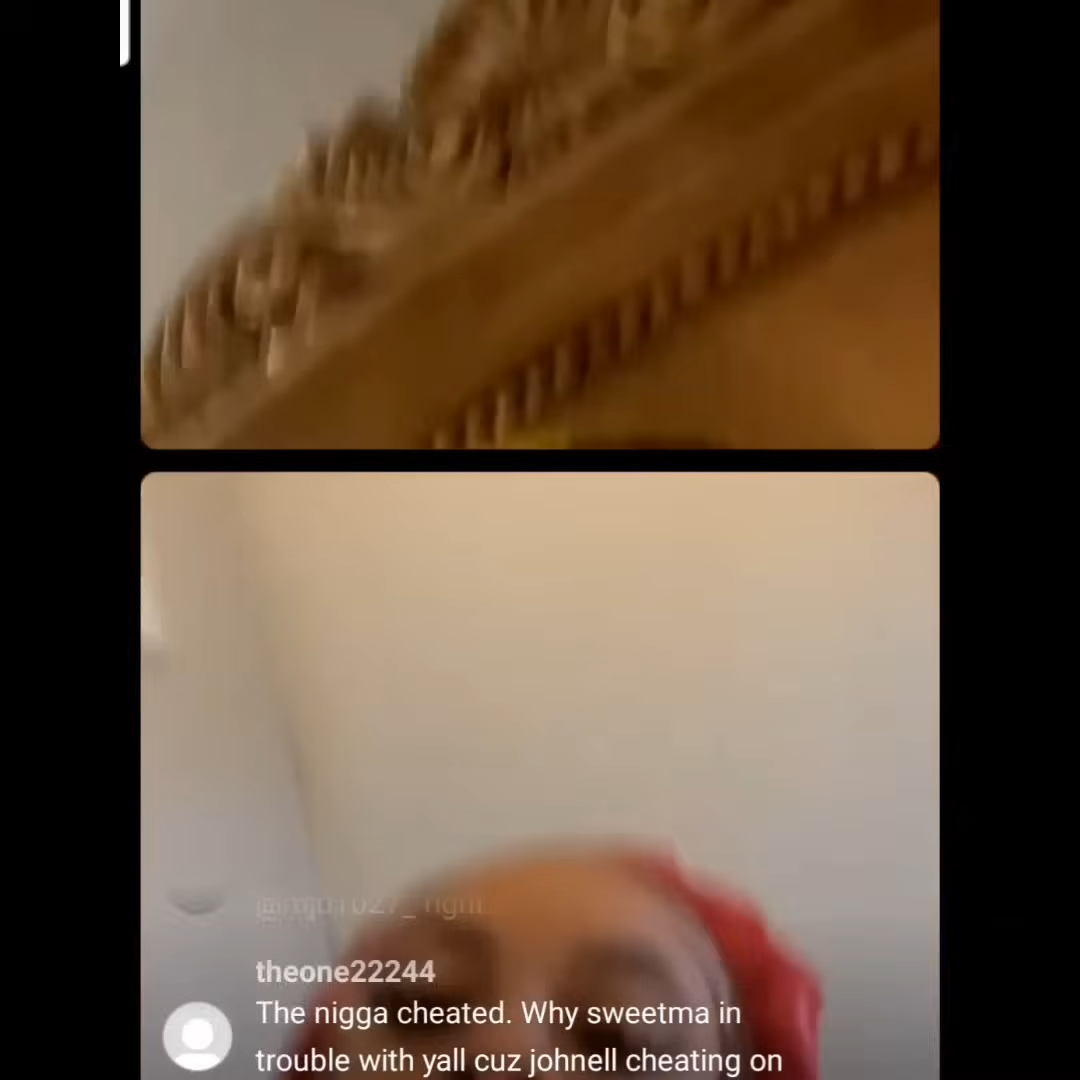 theone22244
The nigga cheated. Why sweetma in
trouble with yall cuz johnell cheating on